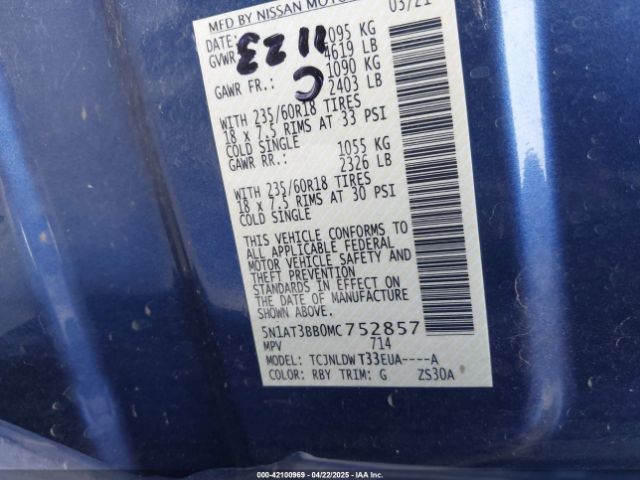 MFD BY NISSAN MOTOR
03/21
DATE: 1123
GVWR 2095 KG
4619 LB
GAWR FR.: C 1090 KG
2403 LB
WITH 235/60R18 TIRES
18 x 7.5 RIMS AT 33 PSI
COLD SINGLE
GAWR RR.: 1055 KG
2326 LB
WITH 235/60R18 TIRES
18 x 7.5 RIMS AT 30 PSI
COLD SINGLE
THIS VEHICLE CONFORMS TO
ALL APPLICABLE FEDERAL
MOTOR VEHICLE SAFETY AND
THEFT PREVENTION
STANDARDS IN EFFECT ON
THE DATE OF MANUFACTURE
SHOWN ABOVE.
5N1AT3BB0MC752857
MPV 714
MODEL: TCJNLDWT33EUA----A
COLOR: RBY TRIM: G ZS30A
000-42100969 - 04/22/2025 - IAA Inc. Copyright